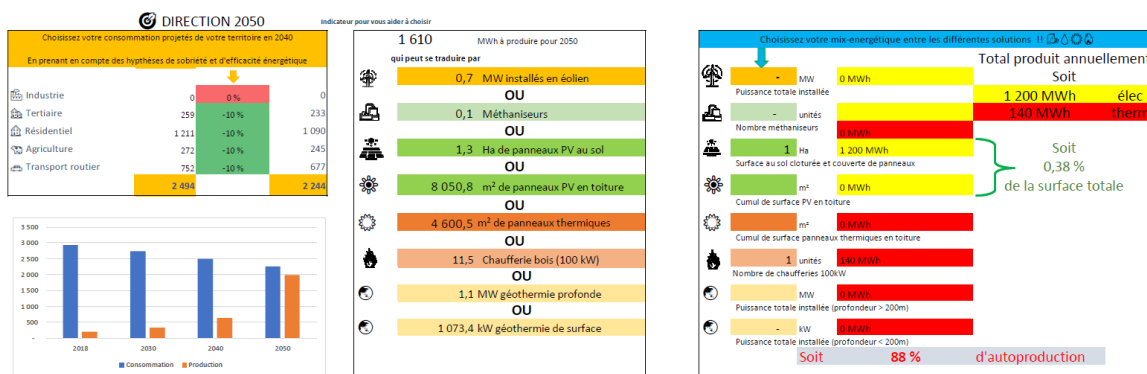 DIRECTION 2050
Indicateur pour vous aider à choisir
Choisissez votre consommation projetés de votre territoire en 2040
En prenant en compte des hypthèses de sobriété et d'efficacité énergétique
Industrie 0 0 % 0
Tertiaire 259 -10 % 233
Résidentiel 1 211 -10 % 1 090
Agriculture 272 -10 % 245
Transport routier 752 -10 % 677
2 494 2 244
3 500
3 000
2 500
2 000
1 500
1 000
500
-
2018 2030 2040 2050
Consommation Production
1 610 MWh à produire pour 2050
qui peut se traduire par
0,7 MW installés en éolien
OU
0,1 Méthaniseurs
OU
1,3 Ha de panneaux PV au sol
OU
8 050,8 m² de panneaux PV en toiture
OU
4 600,5 m² de panneaux thermiques
OU
11,5 Chaufferie bois (100 kW)
OU
1,1 MW géothermie profonde
OU
1 073,4 kW géothermie de surface
Choisissez votre mix-energétique entre les différentes solutions !!
Total produit annuellement
- MW 0 MWh Soit
Puissance totale installée
1 200 MWh élec
- unités 140 MWh therm
Nombre méthaniseurs 0 MWh
1 Ha 1 200 MWh
Surface au sol cloturée et couverte de panneaux
m² 0 MWh
Cumul de surface PV en toiture
Soit
0,38 %
de la surface totale
m² 0 MWh
Cumul de surface panneaux thermiques en toiture
1 unités 140 MWh
Nombre de chaufferies 100kW
MW 0 MWh
Puissance totale installée (profondeur > 200m)
- kW 0 MWh
Puissance totale installée (profondeur < 200m)
Soit 88 % d'autoproduction